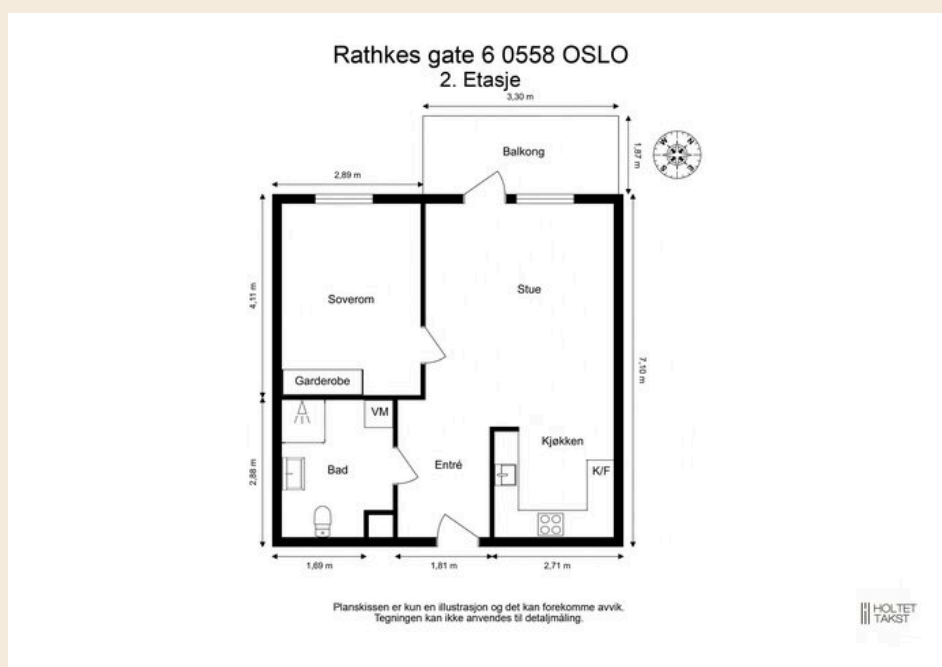 Rathkes gate 6 0558 OSLO
2. Etasje
3,30 m
Balkong
1,87 m
N
E
S
W
2,89 m
4,11 m
Soverom
Stue
7,10 m
Garderobe
VM
Kjøkken
K/F
Bad
Entré
2,88 m
1,69 m
1,81 m
2,71 m
Planskissen er kun en illustrasjon og det kan forekomme avvik.
Tegningen kan ikke anvendes til detaljmåling.
HOLTET
TAKST